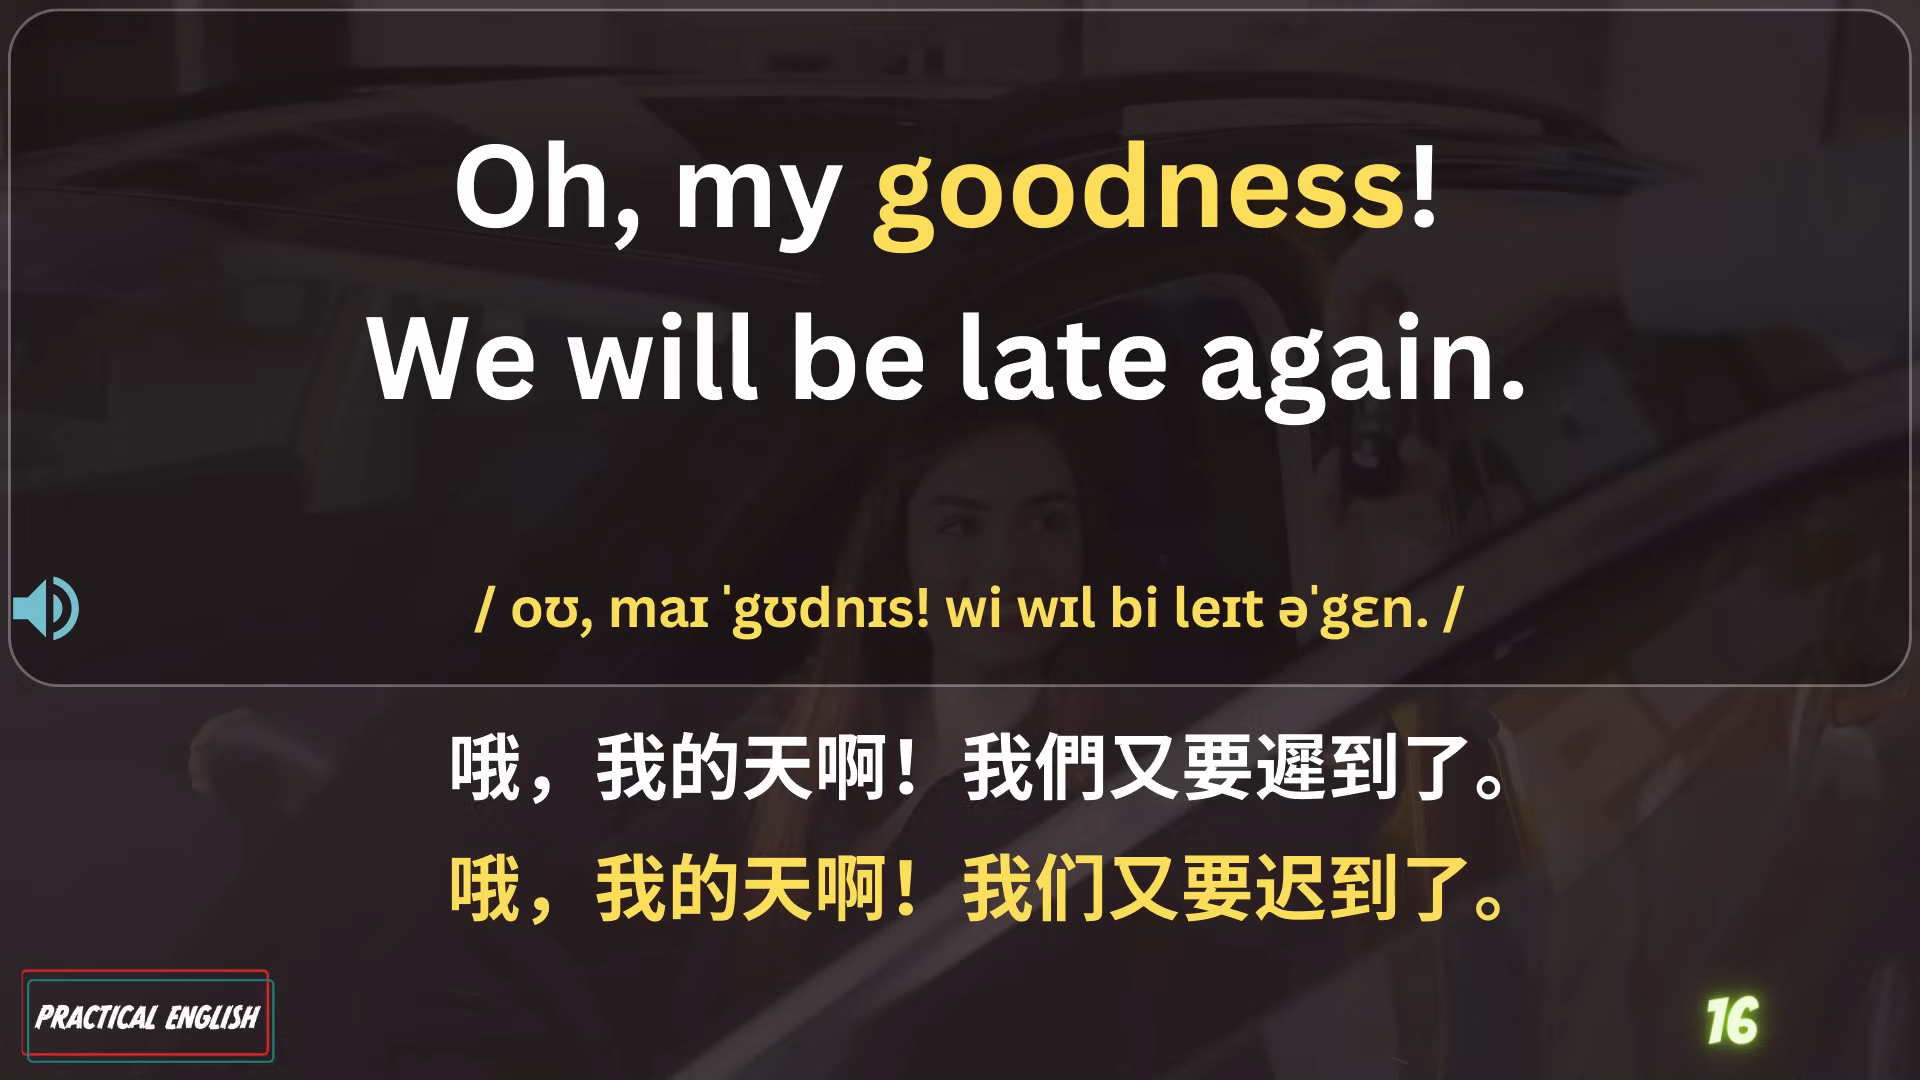 Oh, my goodness!
We will be late again.
/ oʊ, maɪ ˈgʊdnɪs! wi wɪl bi leɪt əˈgɛn. /
哦，我的天啊！我們又要遲到了。
哦，我的天啊！我们又要迟到了。
PRACTICAL ENGLISH
16